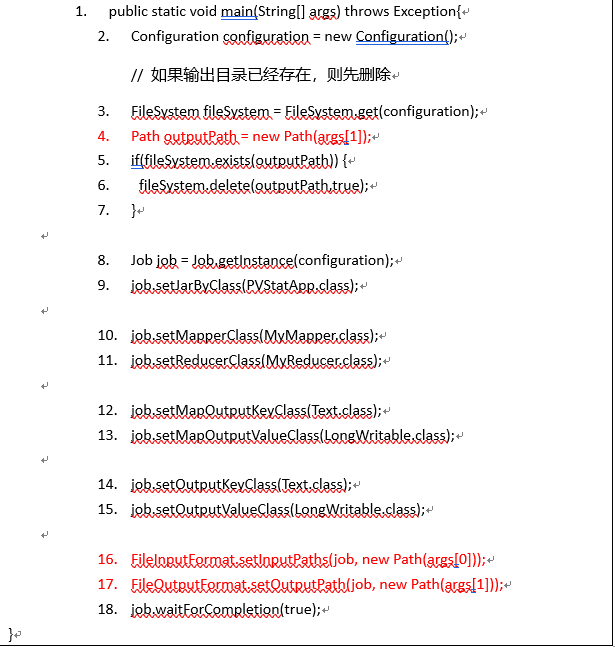 1. public static void main(String[] args) throws Exception{
2. Configuration configuration = new Configuration();
// 如果输出目录已经存在，则先删除
3. FileSystem fileSystem = FileSystem.get(configuration);
4. Path outputPath = new Path(args[1]);
5. if(fileSystem.exists(outputPath)) {
6. fileSystem.delete(outputPath,true);
7. }
8. Job job = Job.getInstance(configuration);
9. job.setJarByClass(PVStatApp.class);
10. job.setMapperClass(MyMapper.class);
11. job.setReducerClass(MyReducer.class);
12. job.setMapOutputKeyClass(Text.class);
13. job.setMapOutputValueClass(LongWritable.class);
14. job.setOutputKeyClass(Text.class);
15. job.setOutputValueClass(LongWritable.class);
16. FileInputFormat.setInputPaths(job, new Path(args[0]));
17. FileOutputFormat.setOutputPath(job, new Path(args[1]));
18. job.waitForCompletion(true);
}